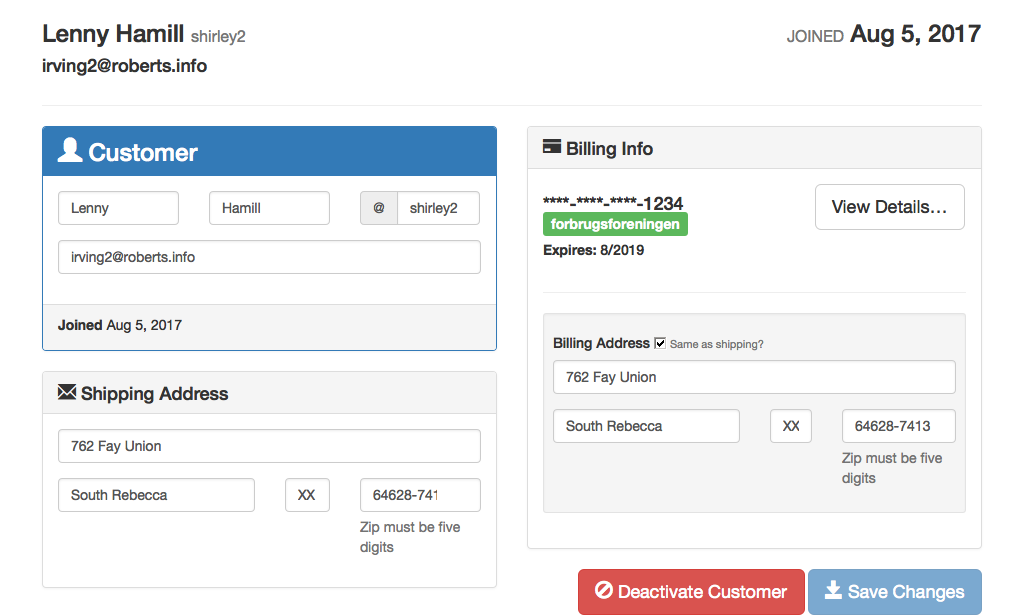 Lenny Hamill shirley2
JOINED Aug 5, 2017
irving2@roberts.info
Customer
Lenny
Hamill
@ shirley2
irving2@roberts.info
Joined Aug 5, 2017
Shipping Address
762 Fay Union
South Rebecca
XX
64628-741
Zip must be five
digits
Billing Info
****-****-****-1234
forbrugsforeningen
Expires: 8/2019
View Details…
Billing Address Same as shipping?
762 Fay Union
South Rebecca
XX
64628-7413
Zip must be five
digits
Deactivate Customer
Save Changes